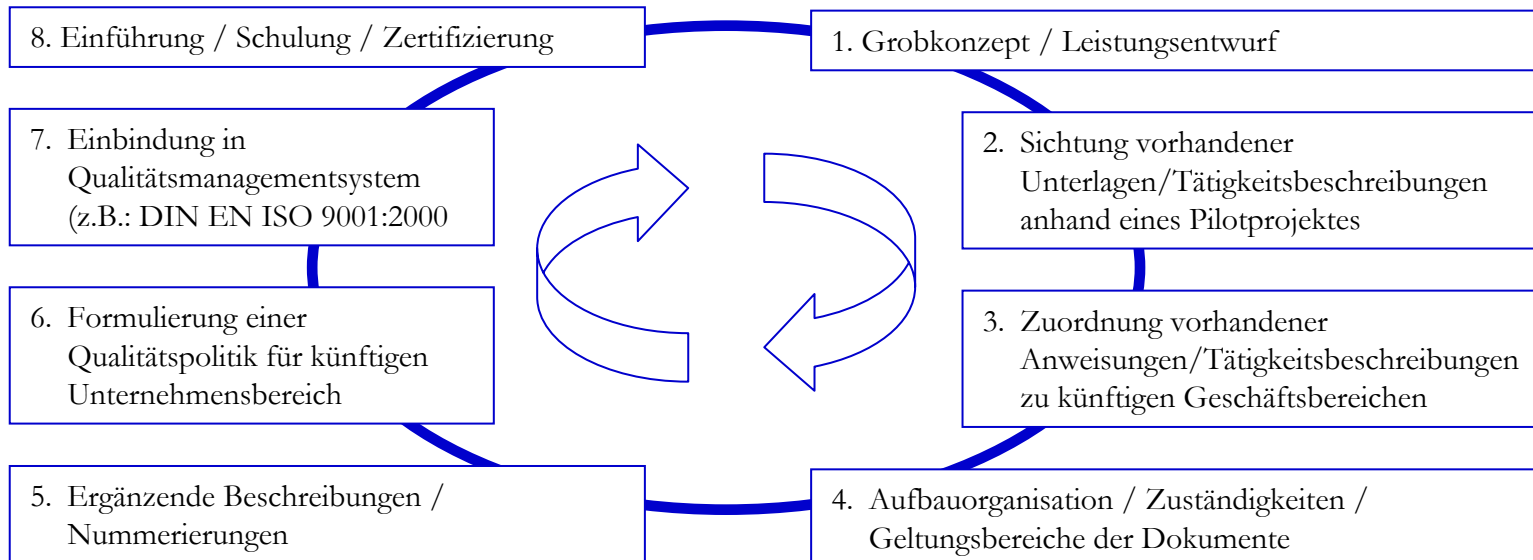 8. Einführung / Schulung / Zertifizierung
1. Grobkonzept / Leistungsentwurf
7. Einbindung in
Qualitätsmanagementsystem
(z.B.: DIN EN ISO 9001:2000
2. Sichtung vorhandener
Unterlagen/Tätigkeitsbeschreibungen
anhand eines Pilotprojektes
6. Formulierung einer
Qualitätspolitik für künftigen
Unternehmensbereich
3. Zuordnung vorhandener
Anweisungen/Tätigkeitsbeschreibungen
zu künftigen Geschäftsbereichen
5. Ergänzende Beschreibungen /
Nummerierungen
4. Aufbauorganisation / Zuständigkeiten /
Geltungsbereiche der Dokumente